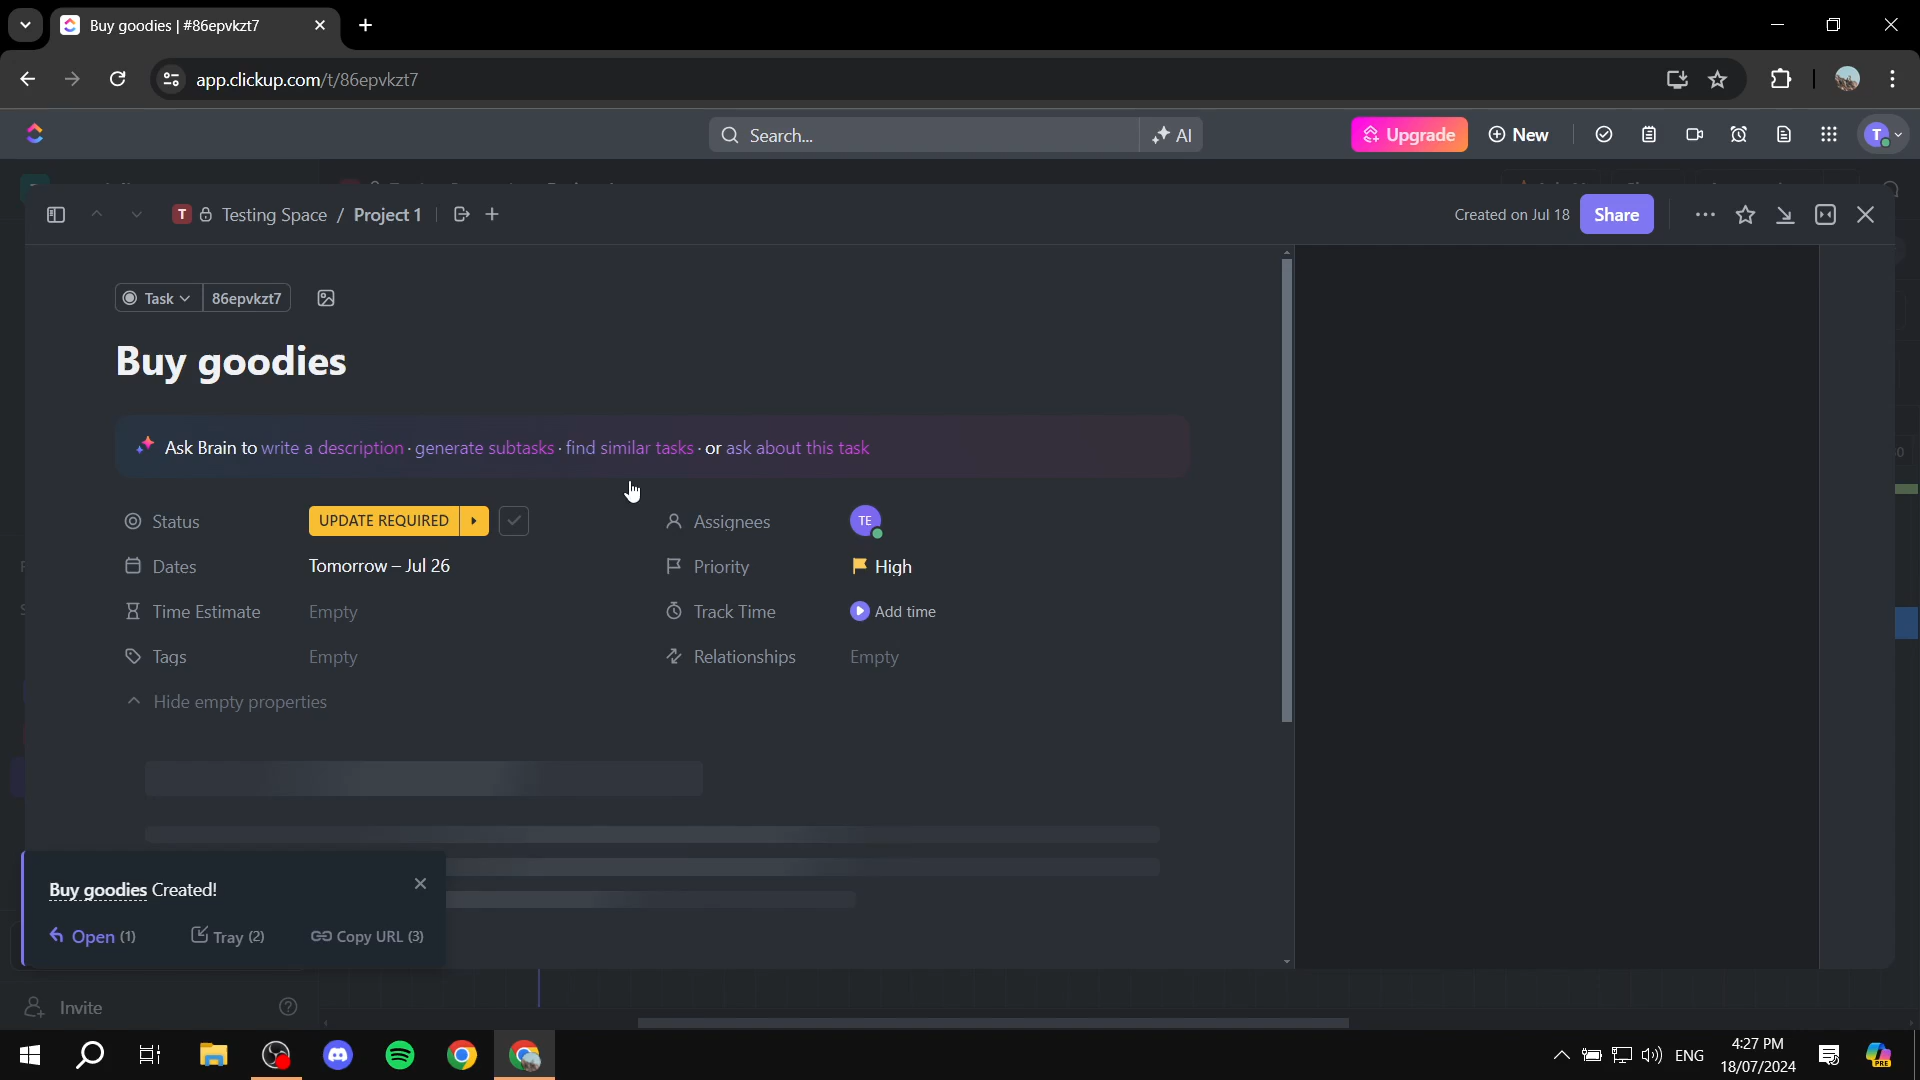 Buy goodies | #86epvkzt7
app.clickup.com/t/86epvkzt7
Search...
AI
Upgrade
New
T
T Testing Space / Project 1
Created on Jul 18
Share
Task
86epvkzt7
Buy goodies
Ask Brain to write a description · generate subtasks · find similar tasks · or ask about this task
Status
UPDATE REQUIRED
Assignees
TE
Dates
Tomorrow – Jul 26
Priority
High
Time Estimate
Empty
Track Time
Add time
Tags
Empty
Relationships
Empty
Hide empty properties
Buy goodies Created!
Open (1)
Tray (2)
Copy URL (3)
Invite
ENG
4:27 PM
18/07/2024
PRE